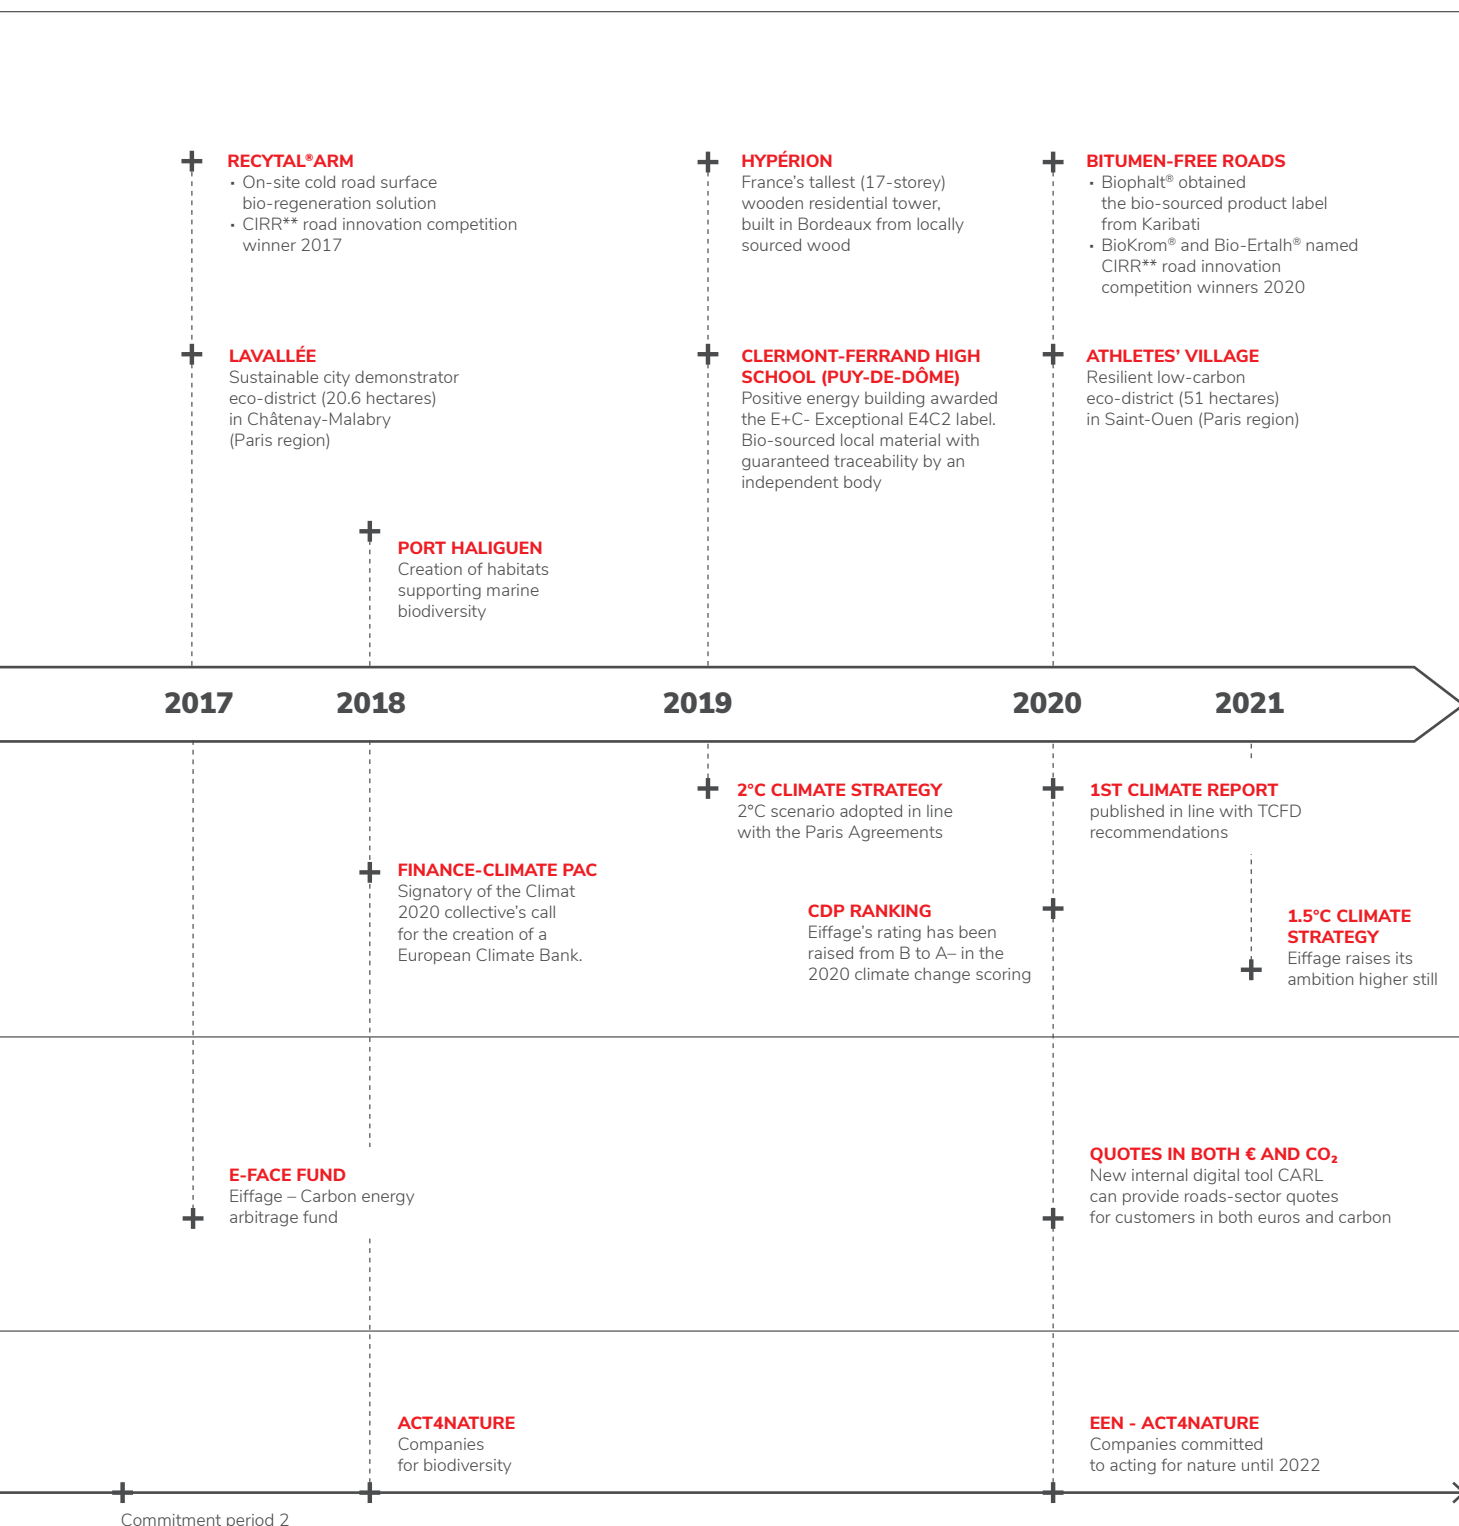 RECYTAL®ARM
· On-site cold road surface
bio-regeneration solution
· CIRR** road innovation competition
winner 2017
HYPÉRION
France’s tallest (17-storey)
wooden residential tower,
built in Bordeaux from locally
sourced wood
BITUMEN-FREE ROADS
· Biophalt® obtained
the bio-sourced product label
from Karibati
· BioKrom® and Bio-Ertalh® named
CIRR** road innovation
competition winners 2020
LAVALLÉE
Sustainable city demonstrator
eco-district (20.6 hectares)
in Châtenay-Malabry
(Paris region)
CLERMONT-FERRAND HIGH
SCHOOL (PUY-DE-DÔME)
Positive energy building awarded
the E+C- Exceptional E4C2 label.
Bio-sourced local material with
guaranteed traceability by an
independent body
ATHLETES’ VILLAGE
Resilient low-carbon
eco-district (51 hectares)
in Saint-Ouen (Paris region)
PORT HALIGUEN
Creation of habitats
supporting marine
biodiversity
2017 2018 2019 2020 2021
2°C CLIMATE STRATEGY
2°C scenario adopted in line
with the Paris Agreements
1ST CLIMATE REPORT
published in line with TCFD
recommendations
FINANCE-CLIMATE PAC
Signatory of the Climat
2020 collective’s call
for the creation of a
European Climate Bank.
CDP RANKING
Eiffage’s rating has been
raised from B to A– in the
2020 climate change scoring
1.5°C CLIMATE
STRATEGY
Eiffage raises its
ambition higher still
E-FACE FUND
Eiffage – Carbon energy
arbitrage fund
QUOTES IN BOTH € AND CO₂
New internal digital tool CARL
can provide roads-sector quotes
for customers in both euros and carbon
ACT4NATURE
Companies
for biodiversity
EEN - ACT4NATURE
Companies committed
to acting for nature until 2022
Commitment period 2